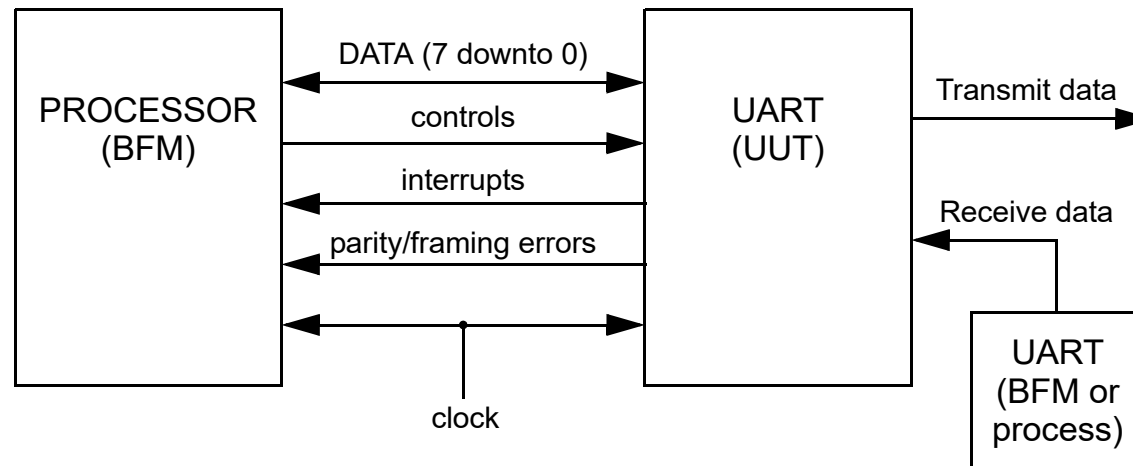 PROCESSOR
(BFM)
DATA (7 downto 0)
controls
interrupts
parity/framing errors
clock
UART
(UUT)
Transmit data
Receive data
UART
(BFM or
process)